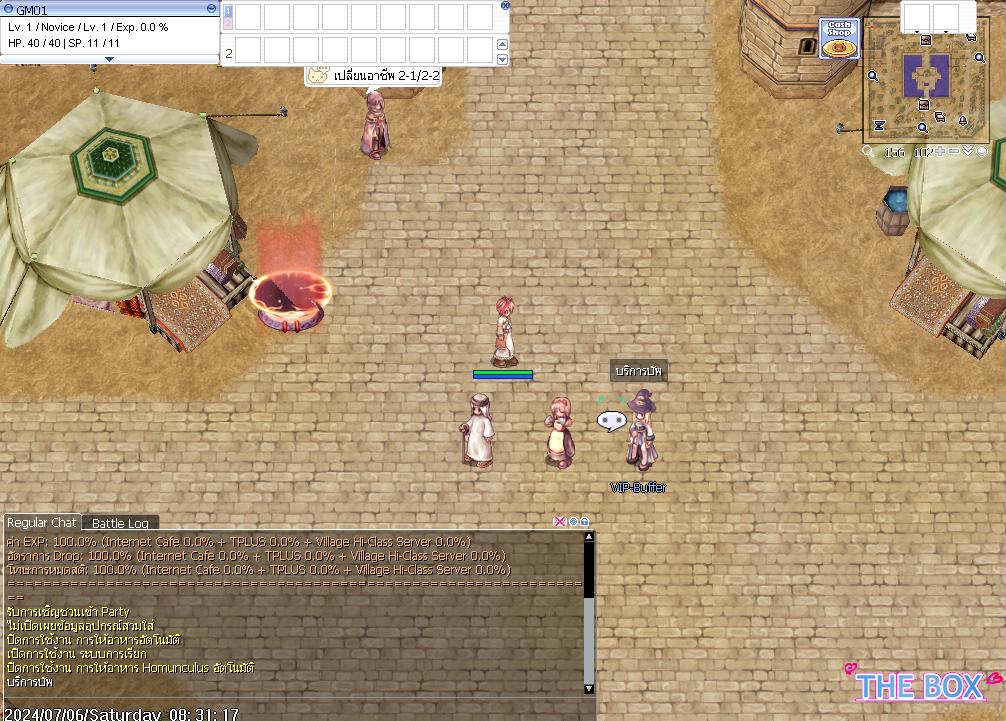 GM01
Lv. 1 / Novice / Lv. 1 / Exp. 0.0 %
HP. 40 / 40 | SP. 11 / 11
1
2
2
Cash Shop
เปลี่ยนอาชีพ 2-1/2-2
156 102
บริการบัพ
VIP-Buffer
Regular Chat
Battle Log
ค่า EXP: 100.0% (Internet Cafe 0.0% + TPLUS 0.0% + Village Hi-Class Server 0.0%)
อัตราการ Drop: 100.0% (Internet Cafe 0.0% + TPLUS 0.0% + Village Hi-Class Server 0.0%)
โทษการหมดสติ: 100.0% (Internet Cafe 0.0% + TPLUS 0.0% + Village Hi-Class Server 0.0%)
รับการเชิญชวนเข้า Party
ไม่เปิดเผยข้อมูลอุปกรณ์สวมใส่
ปิดการใช้งาน การให้อาหารอัตโนมัติ
เปิดการใช้งาน ระบบการเรียก
ปิดการใช้งาน การให้อาหาร Homunculus อัตโนมัติ
บริการบัพ
THE BOX
2024/07/06/Saturday 08:31:17